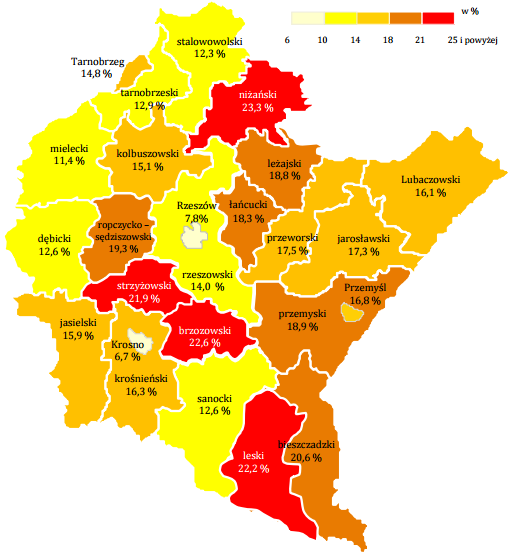 w %
6 10 14 18 21 25 i powyżej
stalowowolski
12,3 %
Tarnobrzeg
14,8 %
tarnobrzeski
12,9 %
niżański
23,3 %
mielecki
11,4 %
kolbuszowski
15,1 %
leżajski
18,8 %
Lubaczowski
16,1 %
Rzeszów
7,8%
łańcucki
18,3 %
ropczycko –
sędziszowski
19,3 %
dębicki
12,6 %
przeworski
17,5 %
jarosławski
17,3 %
rzeszowski
14,0 %
strzyżowski
21,9 %
Przemyśl
16,8 %
przemyski
18,9 %
jasielski
15,9 %
Krosno
6,7 %
brzozowski
22,6 %
krośnieński
16,3 %
sanocki
12,6 %
leski
22,2 %
bieszczadzki
20,6 %